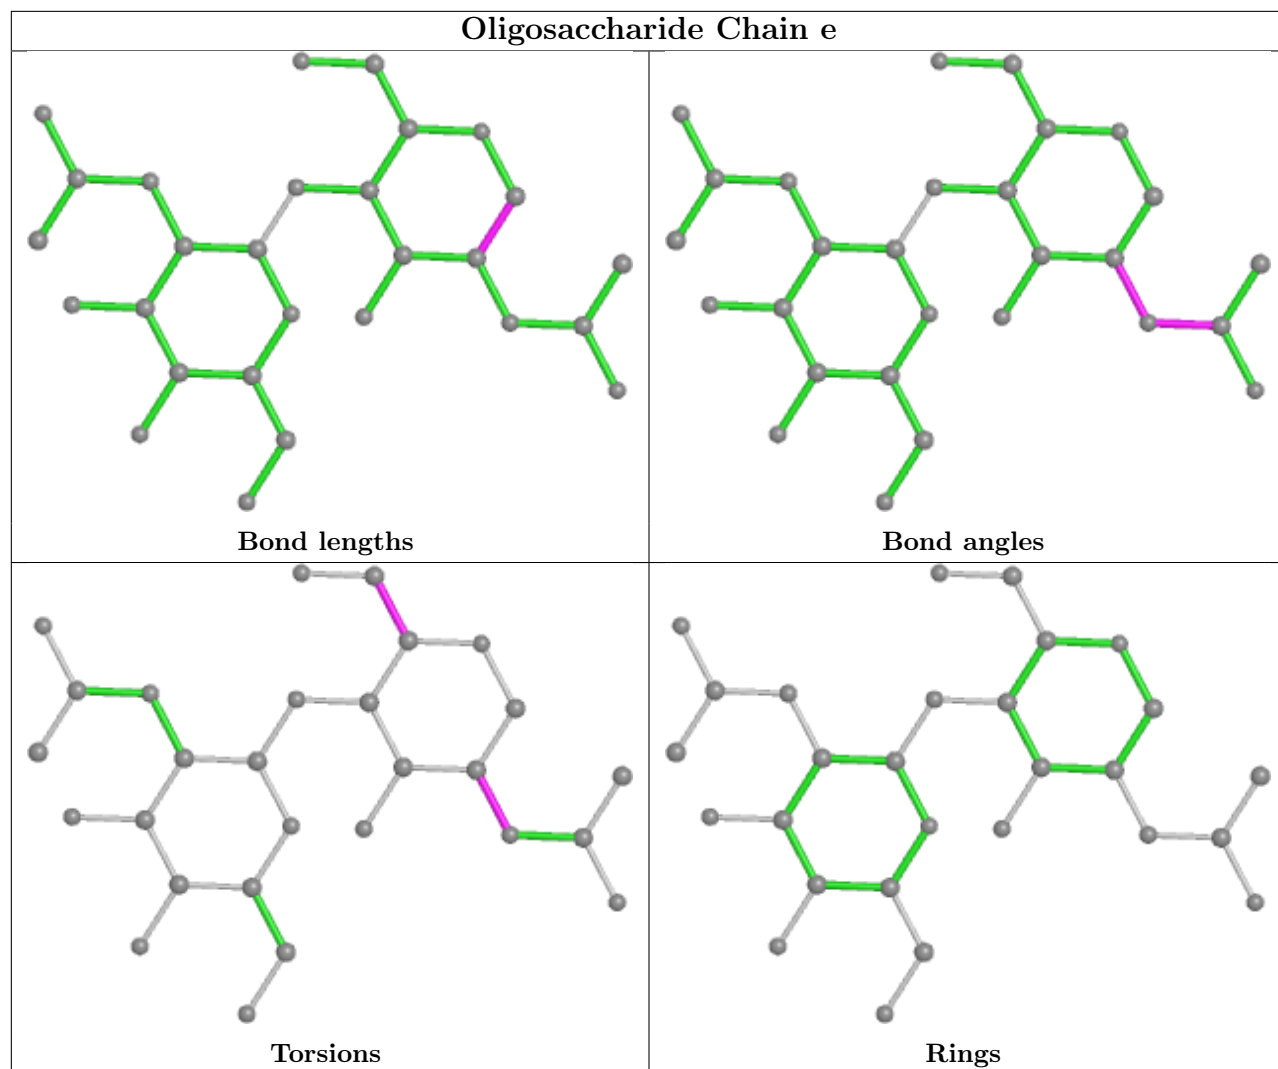 Oligosaccharide Chain e
Bond lengths
Bond angles
Torsions
Rings